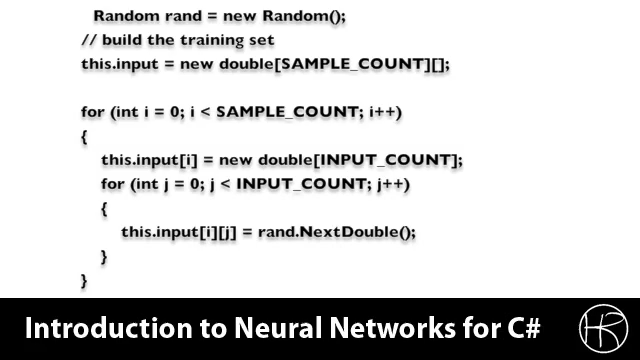 Random rand = new Random();
// build the training set
this.input = new double[SAMPLE_COUNT][];
for (int i = 0; i < SAMPLE_COUNT; i++)
{
this.input[i] = new double[INPUT_COUNT];
for (int j = 0; j < INPUT_COUNT; j++)
{
this.input[i][j] = rand.NextDouble();
}
}
Introduction to Neural Networks for C#